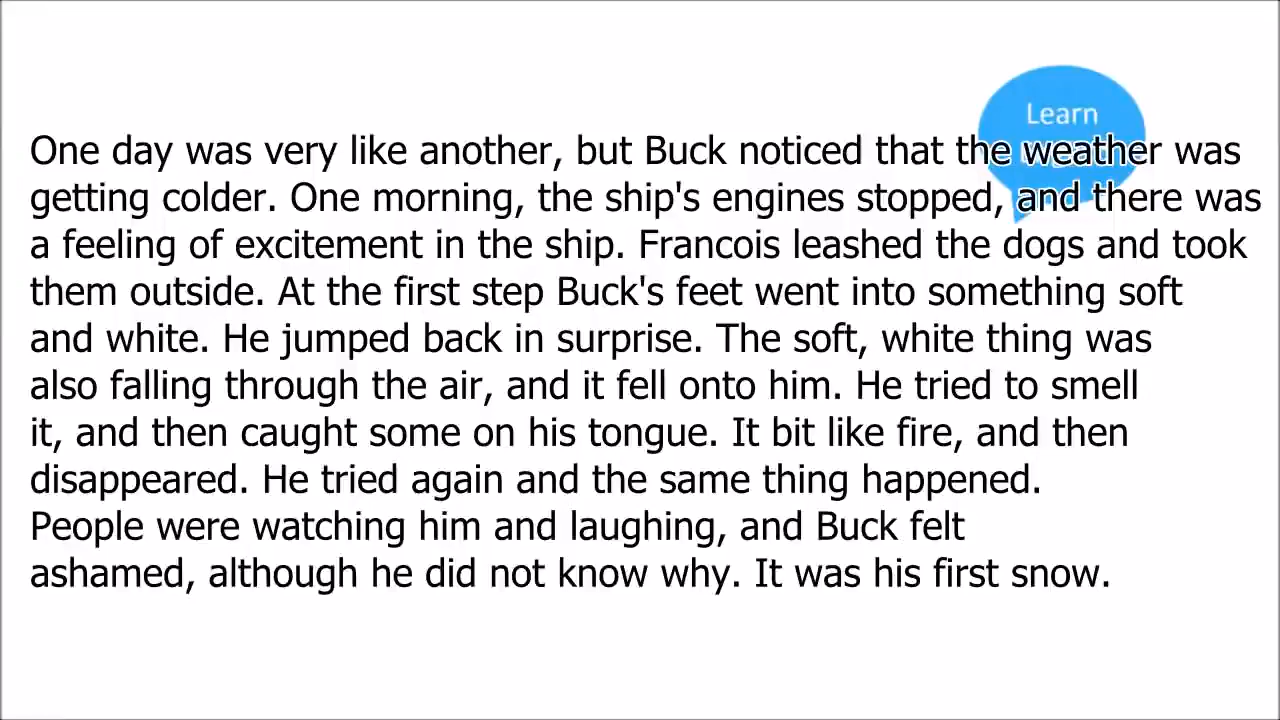 Learn
One day was very like another, but Buck noticed that the weather was
getting colder. One morning, the ship's engines stopped, and there was
a feeling of excitement in the ship. Francois leashed the dogs and took
them outside. At the first step Buck's feet went into something soft
and white. He jumped back in surprise. The soft, white thing was
also falling through the air, and it fell onto him. He tried to smell
it, and then caught some on his tongue. It bit like fire, and then
disappeared. He tried again and the same thing happened.
People were watching him and laughing, and Buck felt
ashamed, although he did not know why. It was his first snow.